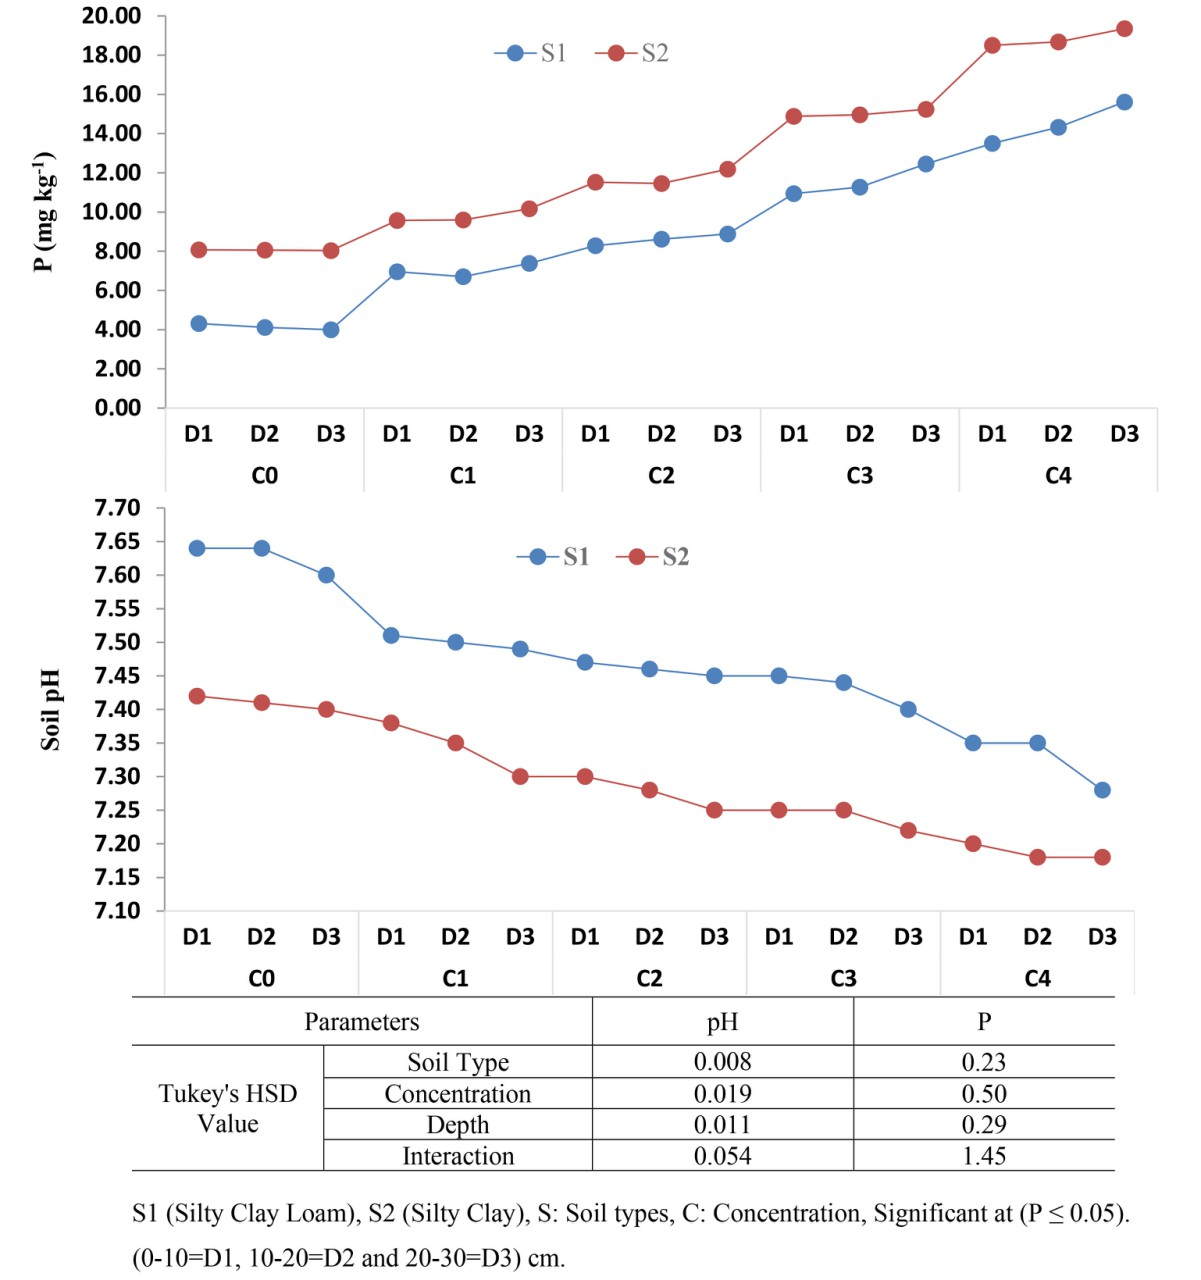 20.00
18.00
16.00
14.00
12.00
10.00
8.00
6.00
4.00
2.00
0.00
P (mg kg⁻¹)
S1 S2
D1 D2 D3 D1 D2 D3 D1 D2 D3 D1 D2 D3 D1 D2 D3
C0 C1 C2 C3 C4
7.70
7.65
7.60
7.55
7.50
7.45
7.40
7.35
7.30
7.25
7.20
7.15
7.10
Soil pH
S1 S2
D1 D2 D3 D1 D2 D3 D1 D2 D3 D1 D2 D3 D1 D2 D3
C0 C1 C2 C3 C4
Parameters pH P
Tukey's HSD
Value
Soil Type 0.008 0.23
Concentration 0.019 0.50
Depth 0.011 0.29
Interaction 0.054 1.45
S1 (Silty Clay Loam), S2 (Silty Clay), S: Soil types, C: Concentration, Significant at (P ≤ 0.05).
(0-10=D1, 10-20=D2 and 20-30=D3) cm.